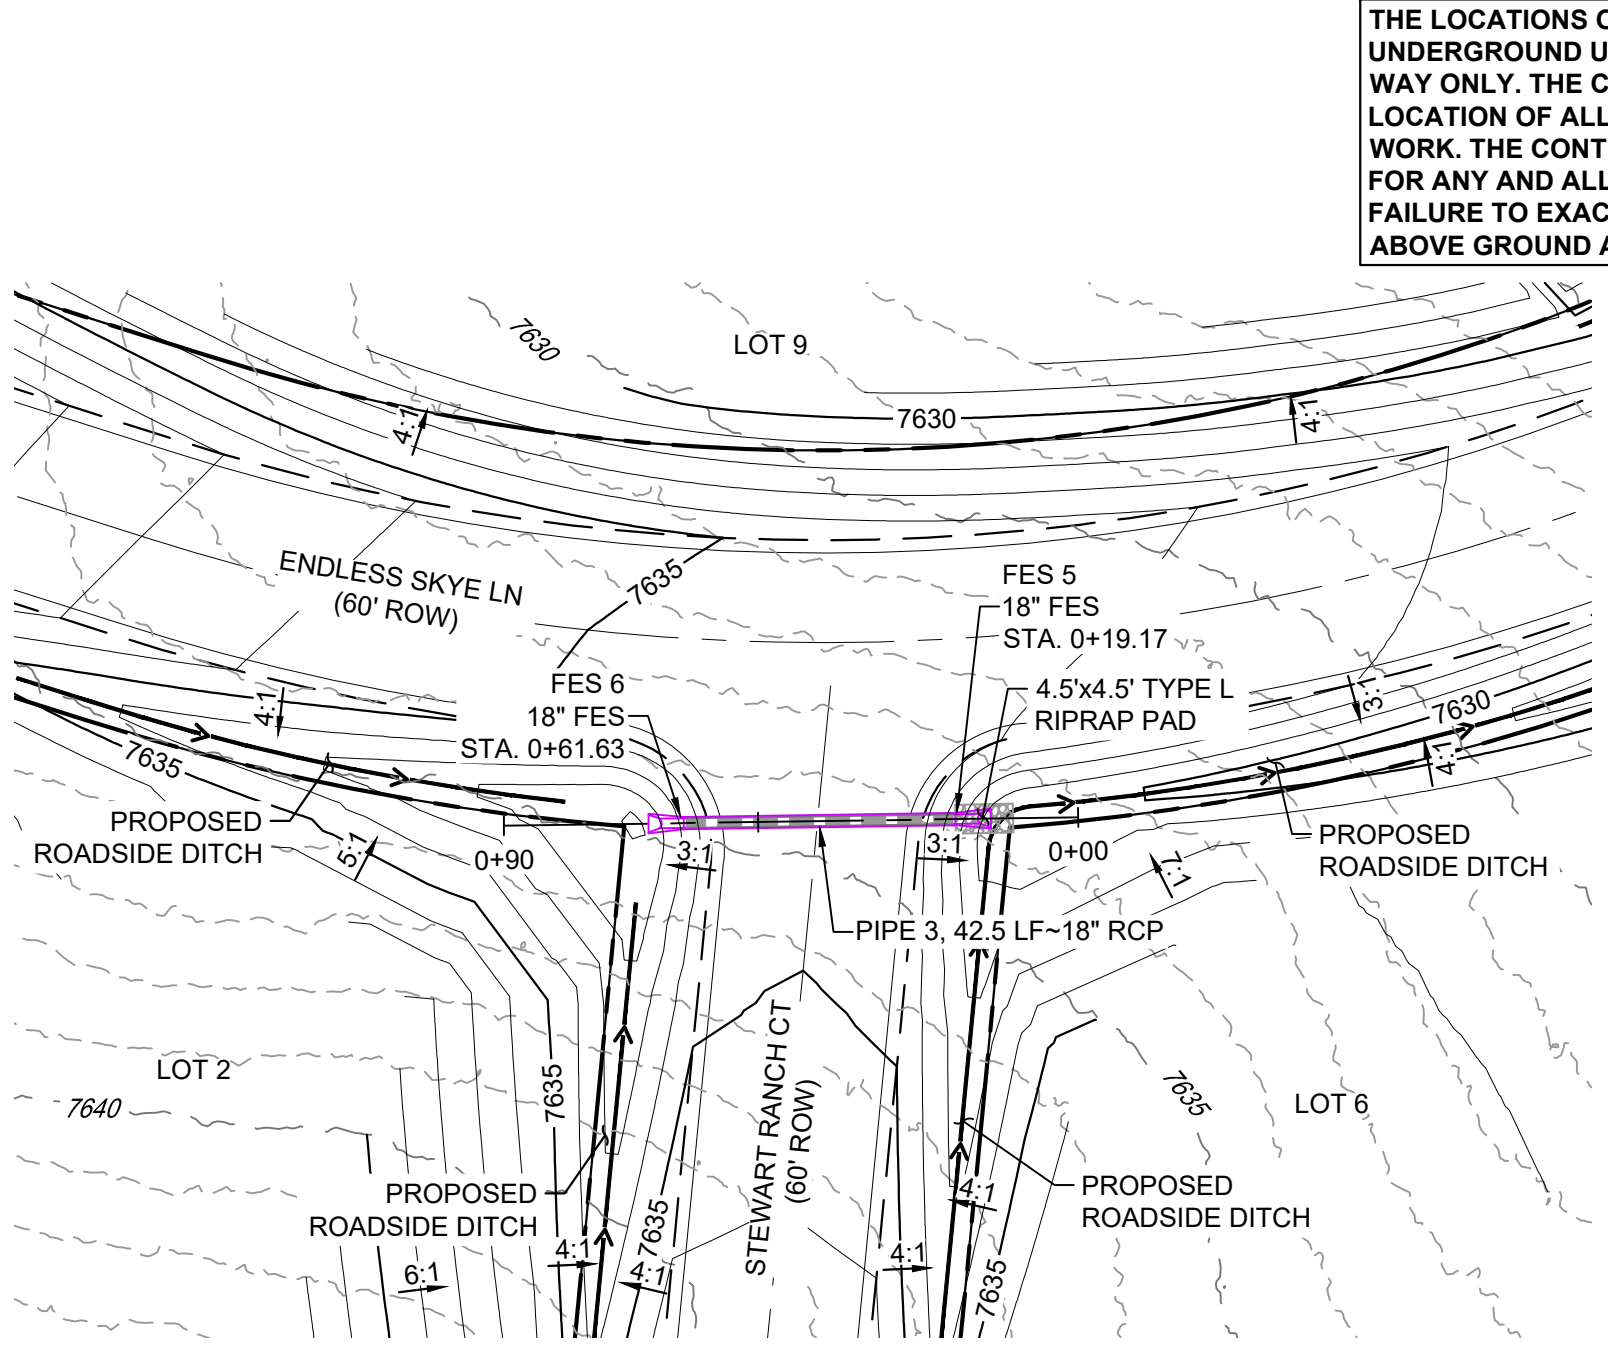 THE LOCATIONS
UNDERGROUND
WAY ONLY. THE
LOCATION OF ALL
WORK. THE
FOR ANY AND ALL
FAILURE TO
ABOVE GROUND
7630
LOT 9
4:1
7630
4:1
ENDLESS SKYE LN
(60' ROW)
7635
FES 5
18" FES
STA. 0+19.17
4.5'x4.5' TYPE L
RIPRAP PAD
FES 6
18" FES
STA. 0+61.63
4:1
3:1
7630
4:1
7635
PROPOSED
ROADSIDE DITCH
5:1
0+90
3:1
3:1
0+00
7:1
PROPOSED
ROADSIDE DITCH
PIPE 3, 42.5 LF~18" RCP
LOT 2
7640
7635
STEWART RANCH CT
(60' ROW)
7635
LOT 6
PROPOSED
ROADSIDE DITCH
4:1
PROPOSED
ROADSIDE DITCH
6:1
4:1
4:1
7635
4:1
7635